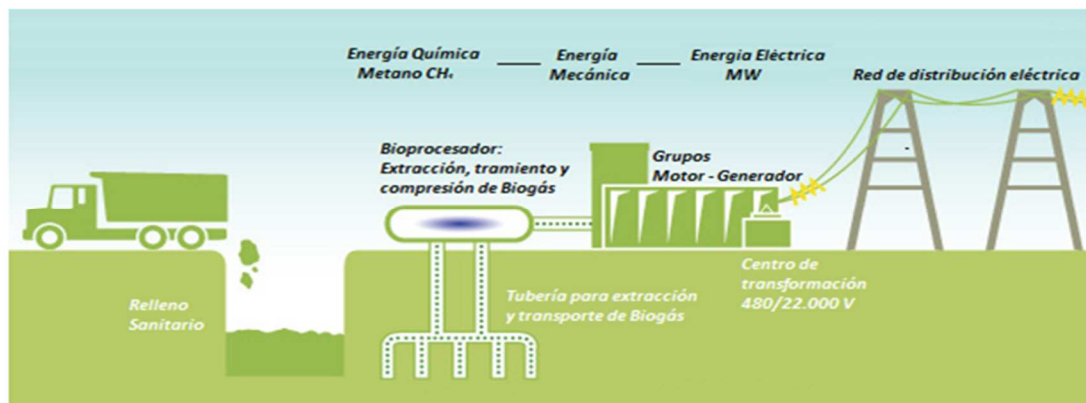 Energía Química
Metano CH₄
Energía
Mecánica
Energia Eléctrica
MW
Red de distribución eléctrica
Bioprocesador:
Extracción, tramiento y
compresión de Biogás
Grupos
Motor - Generador
Centro de
transformación
480/22.000 V
Relleno
Sanitario
Tubería para extracción
y transporte de Biogás